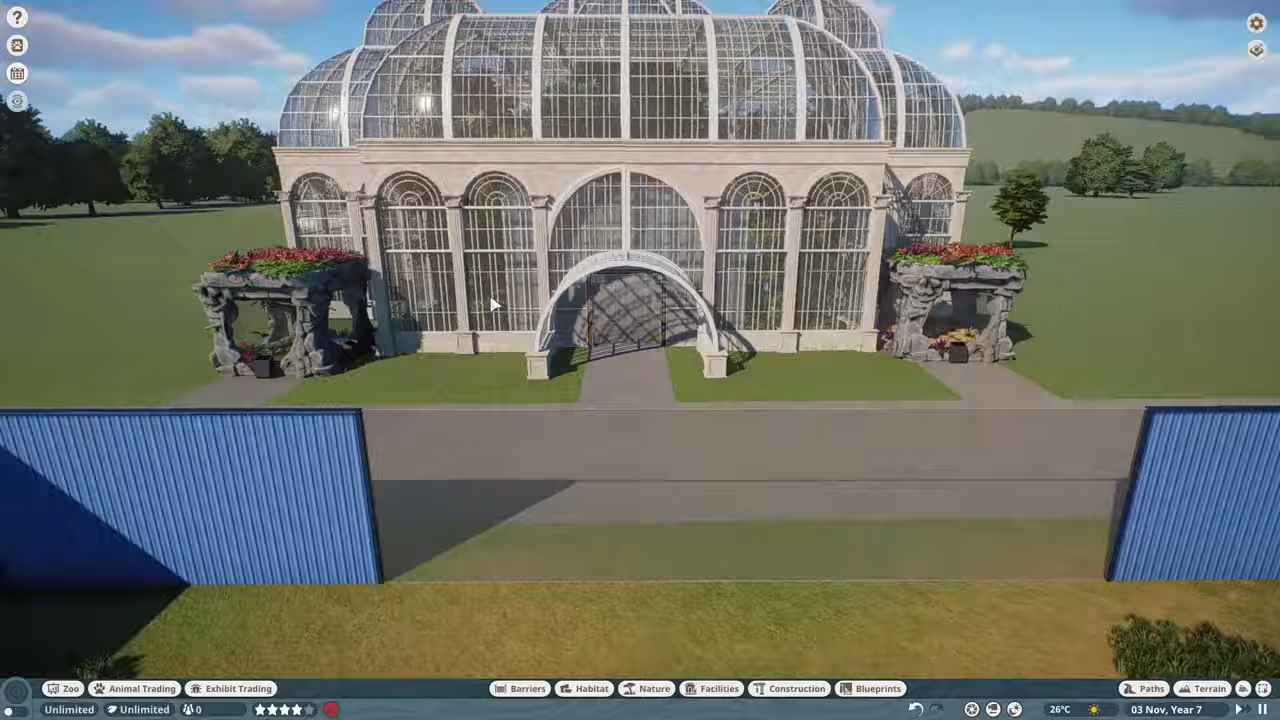 ?
Zoo Animal Trading Exhibit Trading Barriers Habitat Nature Facilities Construction Blueprints Paths Terrain
Unlimited Unlimited 0 26°C 03 Nov, Year 7